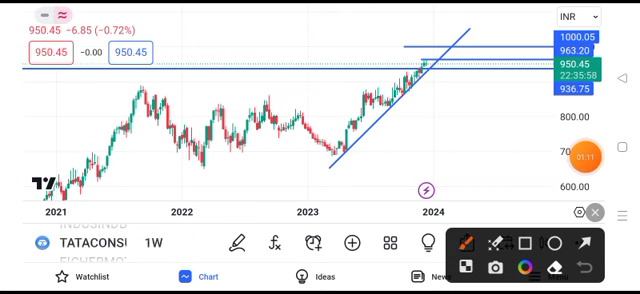 INR
950.45 −6.85 (−0.72%)
1000.05
963.20
950.45 −0.00 950.45
950.45
22:35:58
936.75
800.00
01:11
600.00
2021 2022 2023 2024
TATACONSU 1W
Watchlist Chart Ideas News Menu